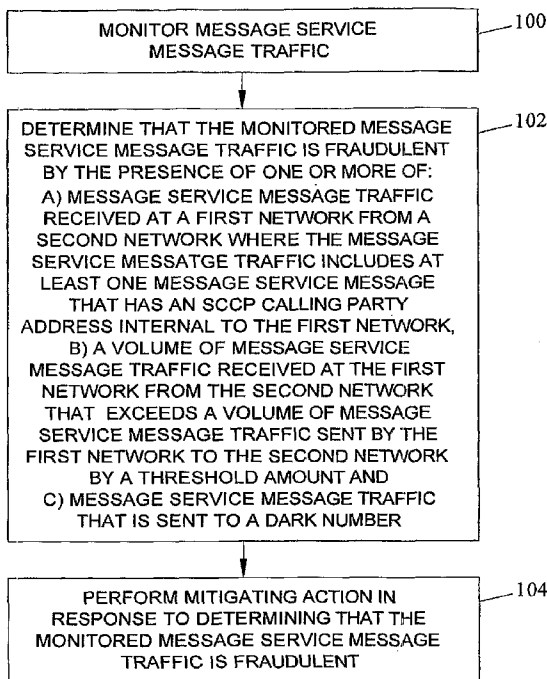 MONITOR MESSAGE SERVICE
MESSAGE TRAFFIC
100
DETERMINE THAT THE MONITORED MESSAGE
SERVICE MESSAGE TRAFFIC IS FRAUDULENT
BY THE PRESENCE OF ONE OR MORE OF:
A) MESSAGE SERVICE MESSAGE TRAFFIC
RECEIVED AT A FIRST NETWORK FROM A
SECOND NETWORK WHERE THE MESSAGE
SERVICE MESSATGE TRAFFIC INCLUDES AT
LEAST ONE MESSAGE SERVICE MESSAGE
THAT HAS AN SCCP CALLING PARTY
ADDRESS INTERNAL TO THE FIRST NETWORK,
B) A VOLUME OF MESSAGE SERVICE
MESSAGE TRAFFIC RECEIVED AT THE FIRST
NETWORK FROM THE SECOND NETWORK
THAT EXCEEDS A VOLUME OF MESSAGE
SERVICE MESSAGE TRAFFIC SENT BY THE
FIRST NETWORK TO THE SECOND NETWORK
BY A THRESHOLD AMOUNT AND
C) MESSAGE SERVICE MESSAGE TRAFFIC
THAT IS SENT TO A DARK NUMBER
102
PERFORM MITIGATING ACTION IN
RESPONSE TO DETERMINING THAT THE
MONITORED MESSAGE SERVICE MESSAGE
TRAFFIC IS FRAUDULENT
104